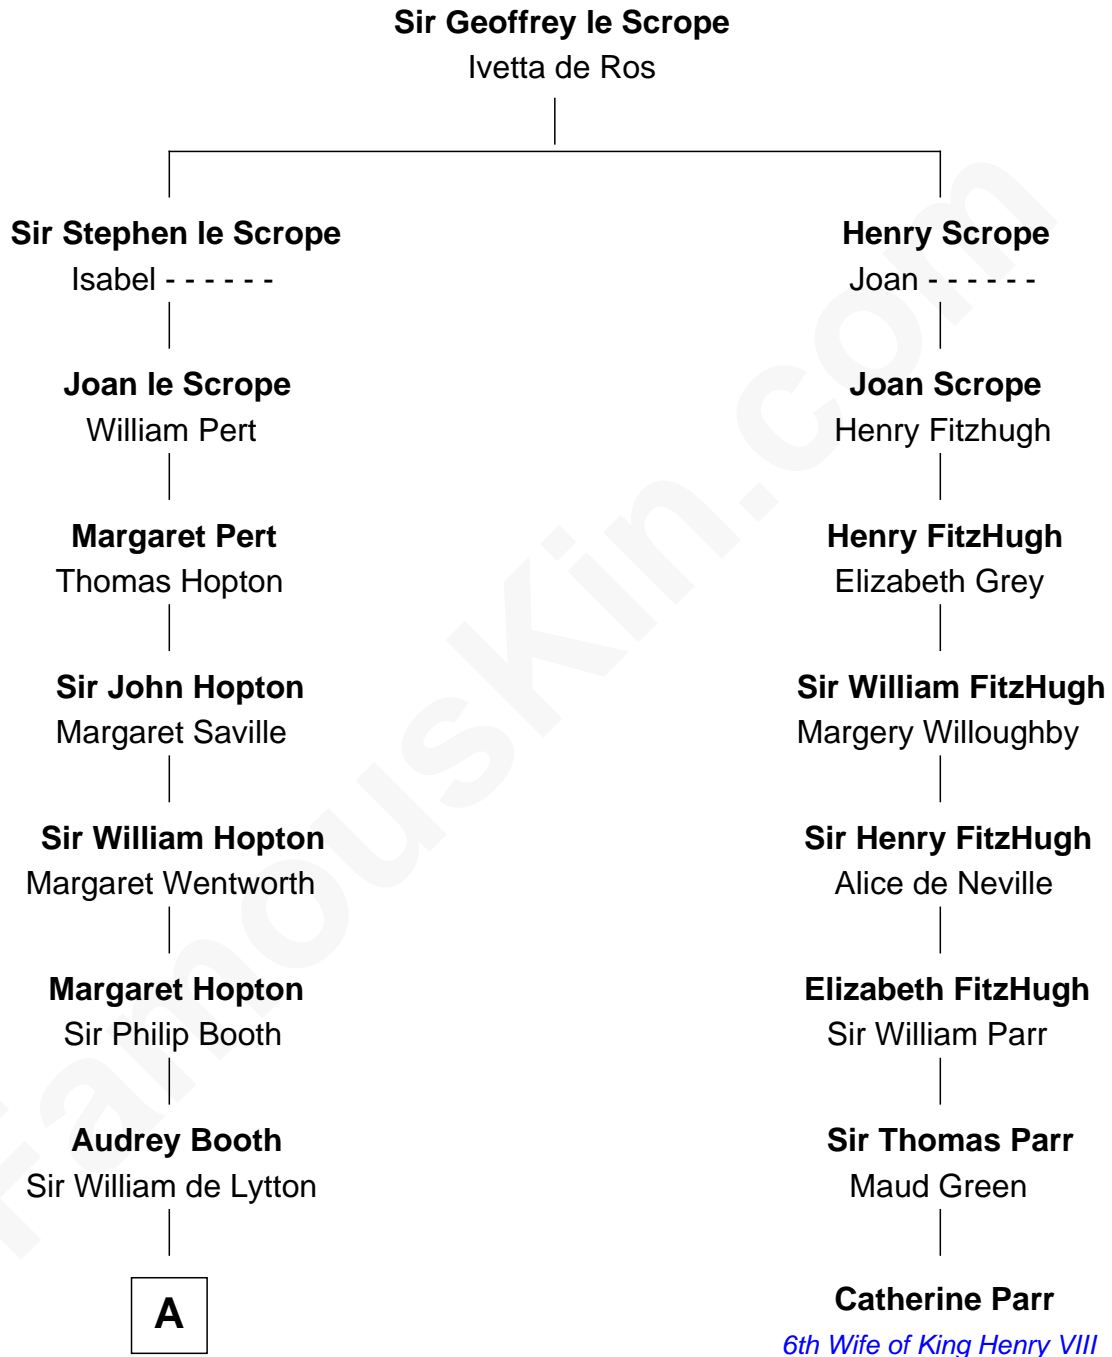 Sir Geoffrey le Scrope
Ivetta de Ros
Sir Stephen le Scrope
Isabel - - - - - -
Joan le Scrope
William Pert
Margaret Pert
Thomas Hopton
Sir John Hopton
Margaret Saville
Sir William Hopton
Margaret Wentworth
Margaret Hopton
Sir Philip Booth
Audrey Booth
Sir William de Lytton
A
Henry Scrope
Joan - - - - - -
Joan Scrope
Henry Fitzhugh
Henry FitzHugh
Elizabeth Grey
Sir William FitzHugh
Margery Willoughby
Sir Henry FitzHugh
Alice de Neville
Elizabeth FitzHugh
Sir William Parr
Sir Thomas Parr
Maud Green
Catherine Parr
6th Wife of King Henry VIII
FamousKin.com